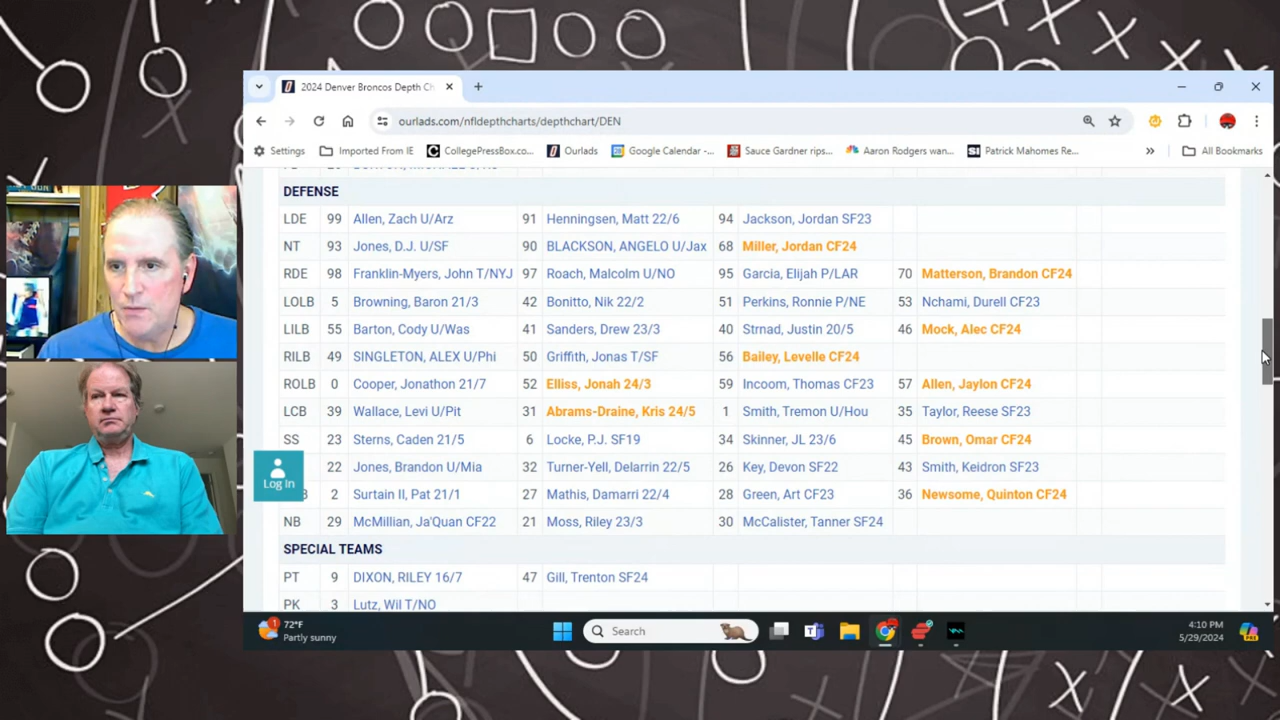 2024 Denver Broncos Depth Ch
ourlads.com/nfldepthcharts/depthchart/DEN
Settings Imported From IE CollegePressBox.co... Ourlads Google Calendar -... Sauce Gardner rips... Aaron Rodgers wan... Patrick Mahomes Re... » All Bookmarks
DEFENSE
LDE 99 Allen, Zach U/Arz 91 Henningsen, Matt 22/6 94 Jackson, Jordan SF23
NT 93 Jones, D.J. U/SF 90 BLACKSON, ANGELO U/Jax 68 Miller, Jordan CF24
RDE 98 Franklin-Myers, John T/NYJ 97 Roach, Malcolm U/NO 95 Garcia, Elijah P/LAR 70 Matterson, Brandon CF24
LOLB 5 Browning, Baron 21/3 42 Bonitto, Nik 22/2 51 Perkins, Ronnie P/NE 53 Nchami, Durell CF23
LILB 55 Barton, Cody U/Was 41 Sanders, Drew 23/3 40 Strnad, Justin 20/5 46 Mock, Alec CF24
RILB 49 SINGLETON, ALEX U/Phi 50 Griffith, Jonas T/SF 56 Bailey, Levelle CF24
ROLB 0 Cooper, Jonathon 21/7 52 Elliss, Jonah 24/3 59 Incoom, Thomas CF23 57 Allen, Jaylon CF24
LCB 39 Wallace, Levi U/Pit 31 Abrams-Draine, Kris 24/5 1 Smith, Tremon U/Hou 35 Taylor, Reese SF23
SS 23 Sterns, Caden 21/5 6 Locke, P.J. SF19 34 Skinner, JL 23/6 45 Brown, Omar CF24
22 Jones, Brandon U/Mia 32 Turner-Yell, Delarrin 22/5 26 Key, Devon SF22 43 Smith, Keidron SF23
Log In
2 Surtain II, Pat 21/1 27 Mathis, Damarri 22/4 28 Green, Art CF23 36 Newsome, Quinton CF24
NB 29 McMillian, Ja'Quan CF22 21 Moss, Riley 23/3 30 McCalister, Tanner SF24
SPECIAL TEAMS
PT 9 DIXON, RILEY 16/7 47 Gill, Trenton SF24
PK 3 Lutz, Wil T/NO
1 72°F
Partly sunny
Search
4:10 PM
5/29/2024